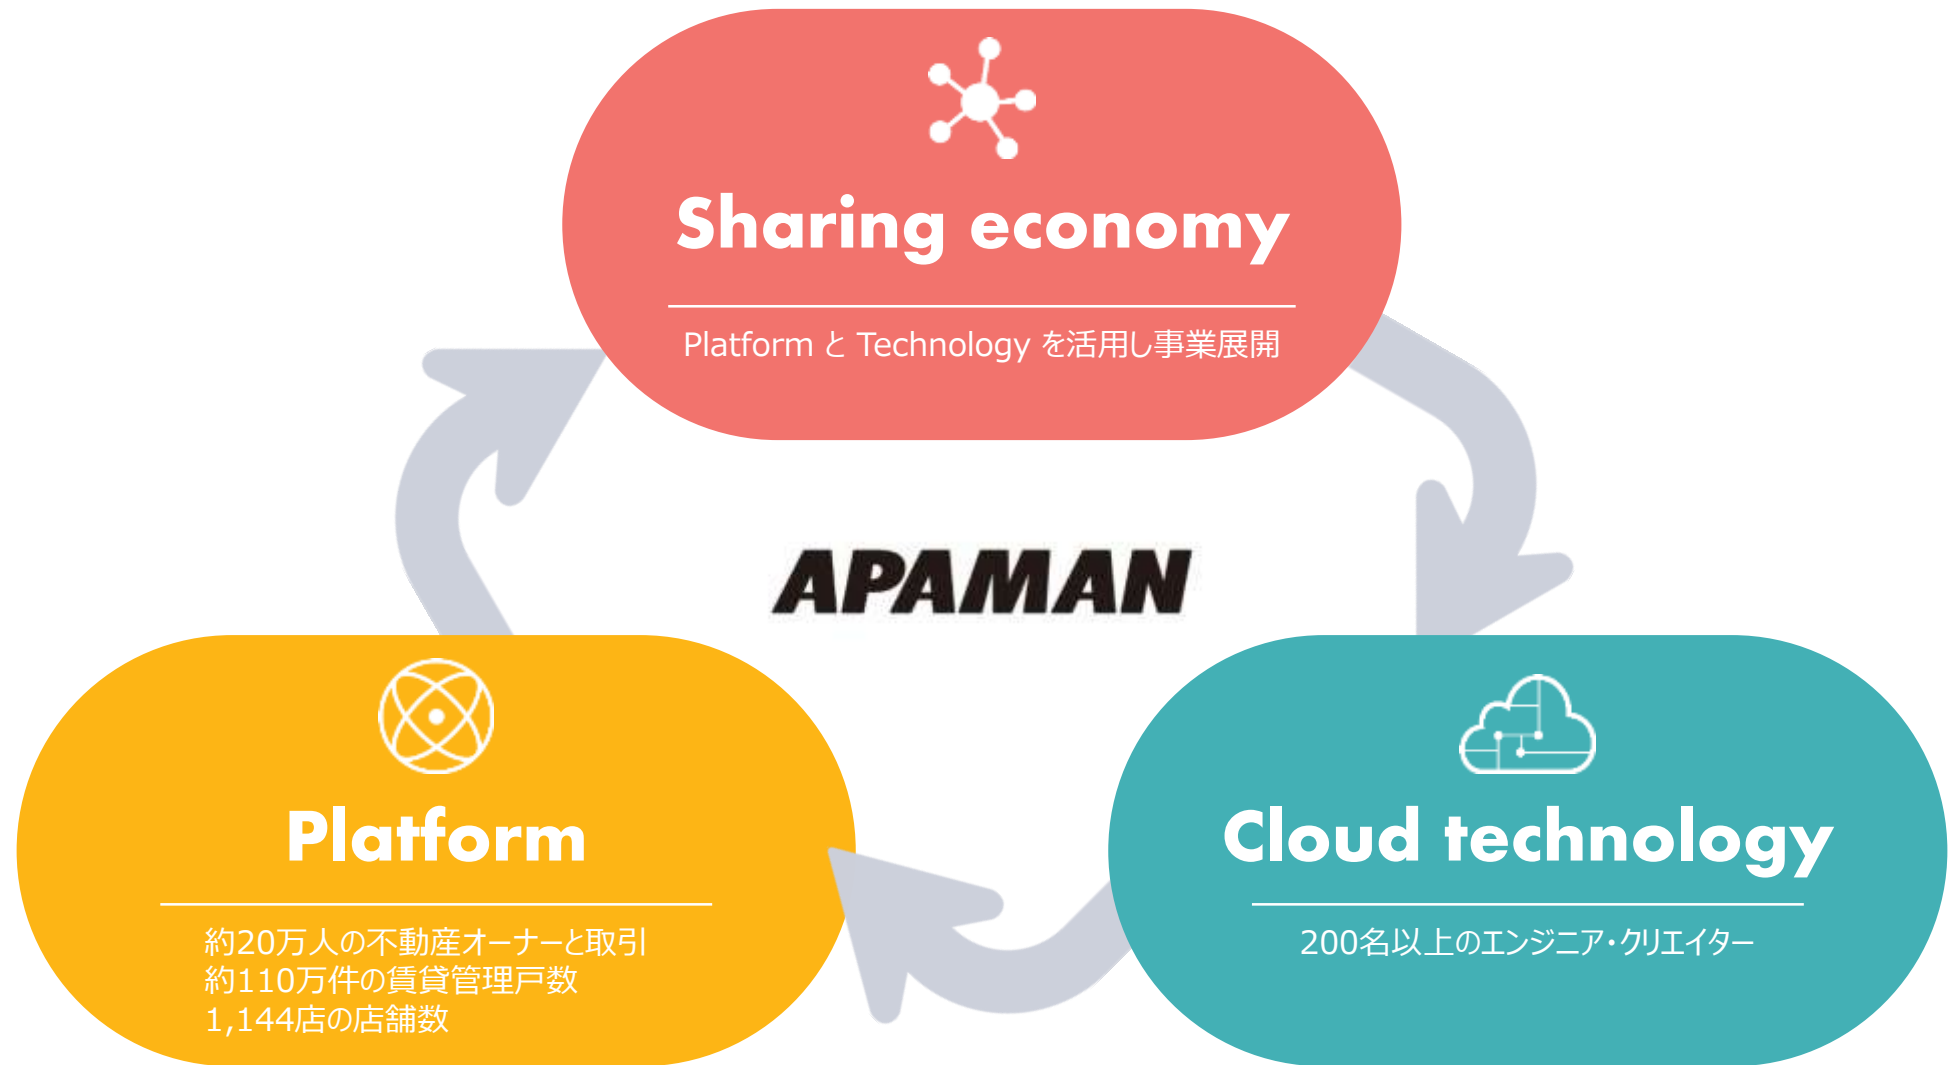 Sharing economy
Platform と Technology を活用し事業展開
APAMAN
Platform
約20万人の不動産オーナーと取引
約110万件の賃貸管理戸数
1,144店の店舗数
Cloud technology
200名以上のエンジニア・クリエイター